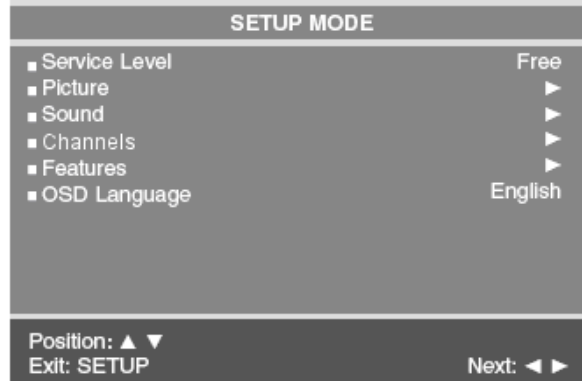 SETUP MODE
Service Level Free
Picture ▶
Sound ▶
Channels ▶
Features ▶
OSD Language English
Position: ▲ ▼
Exit: SETUP Next: ◀ ▶